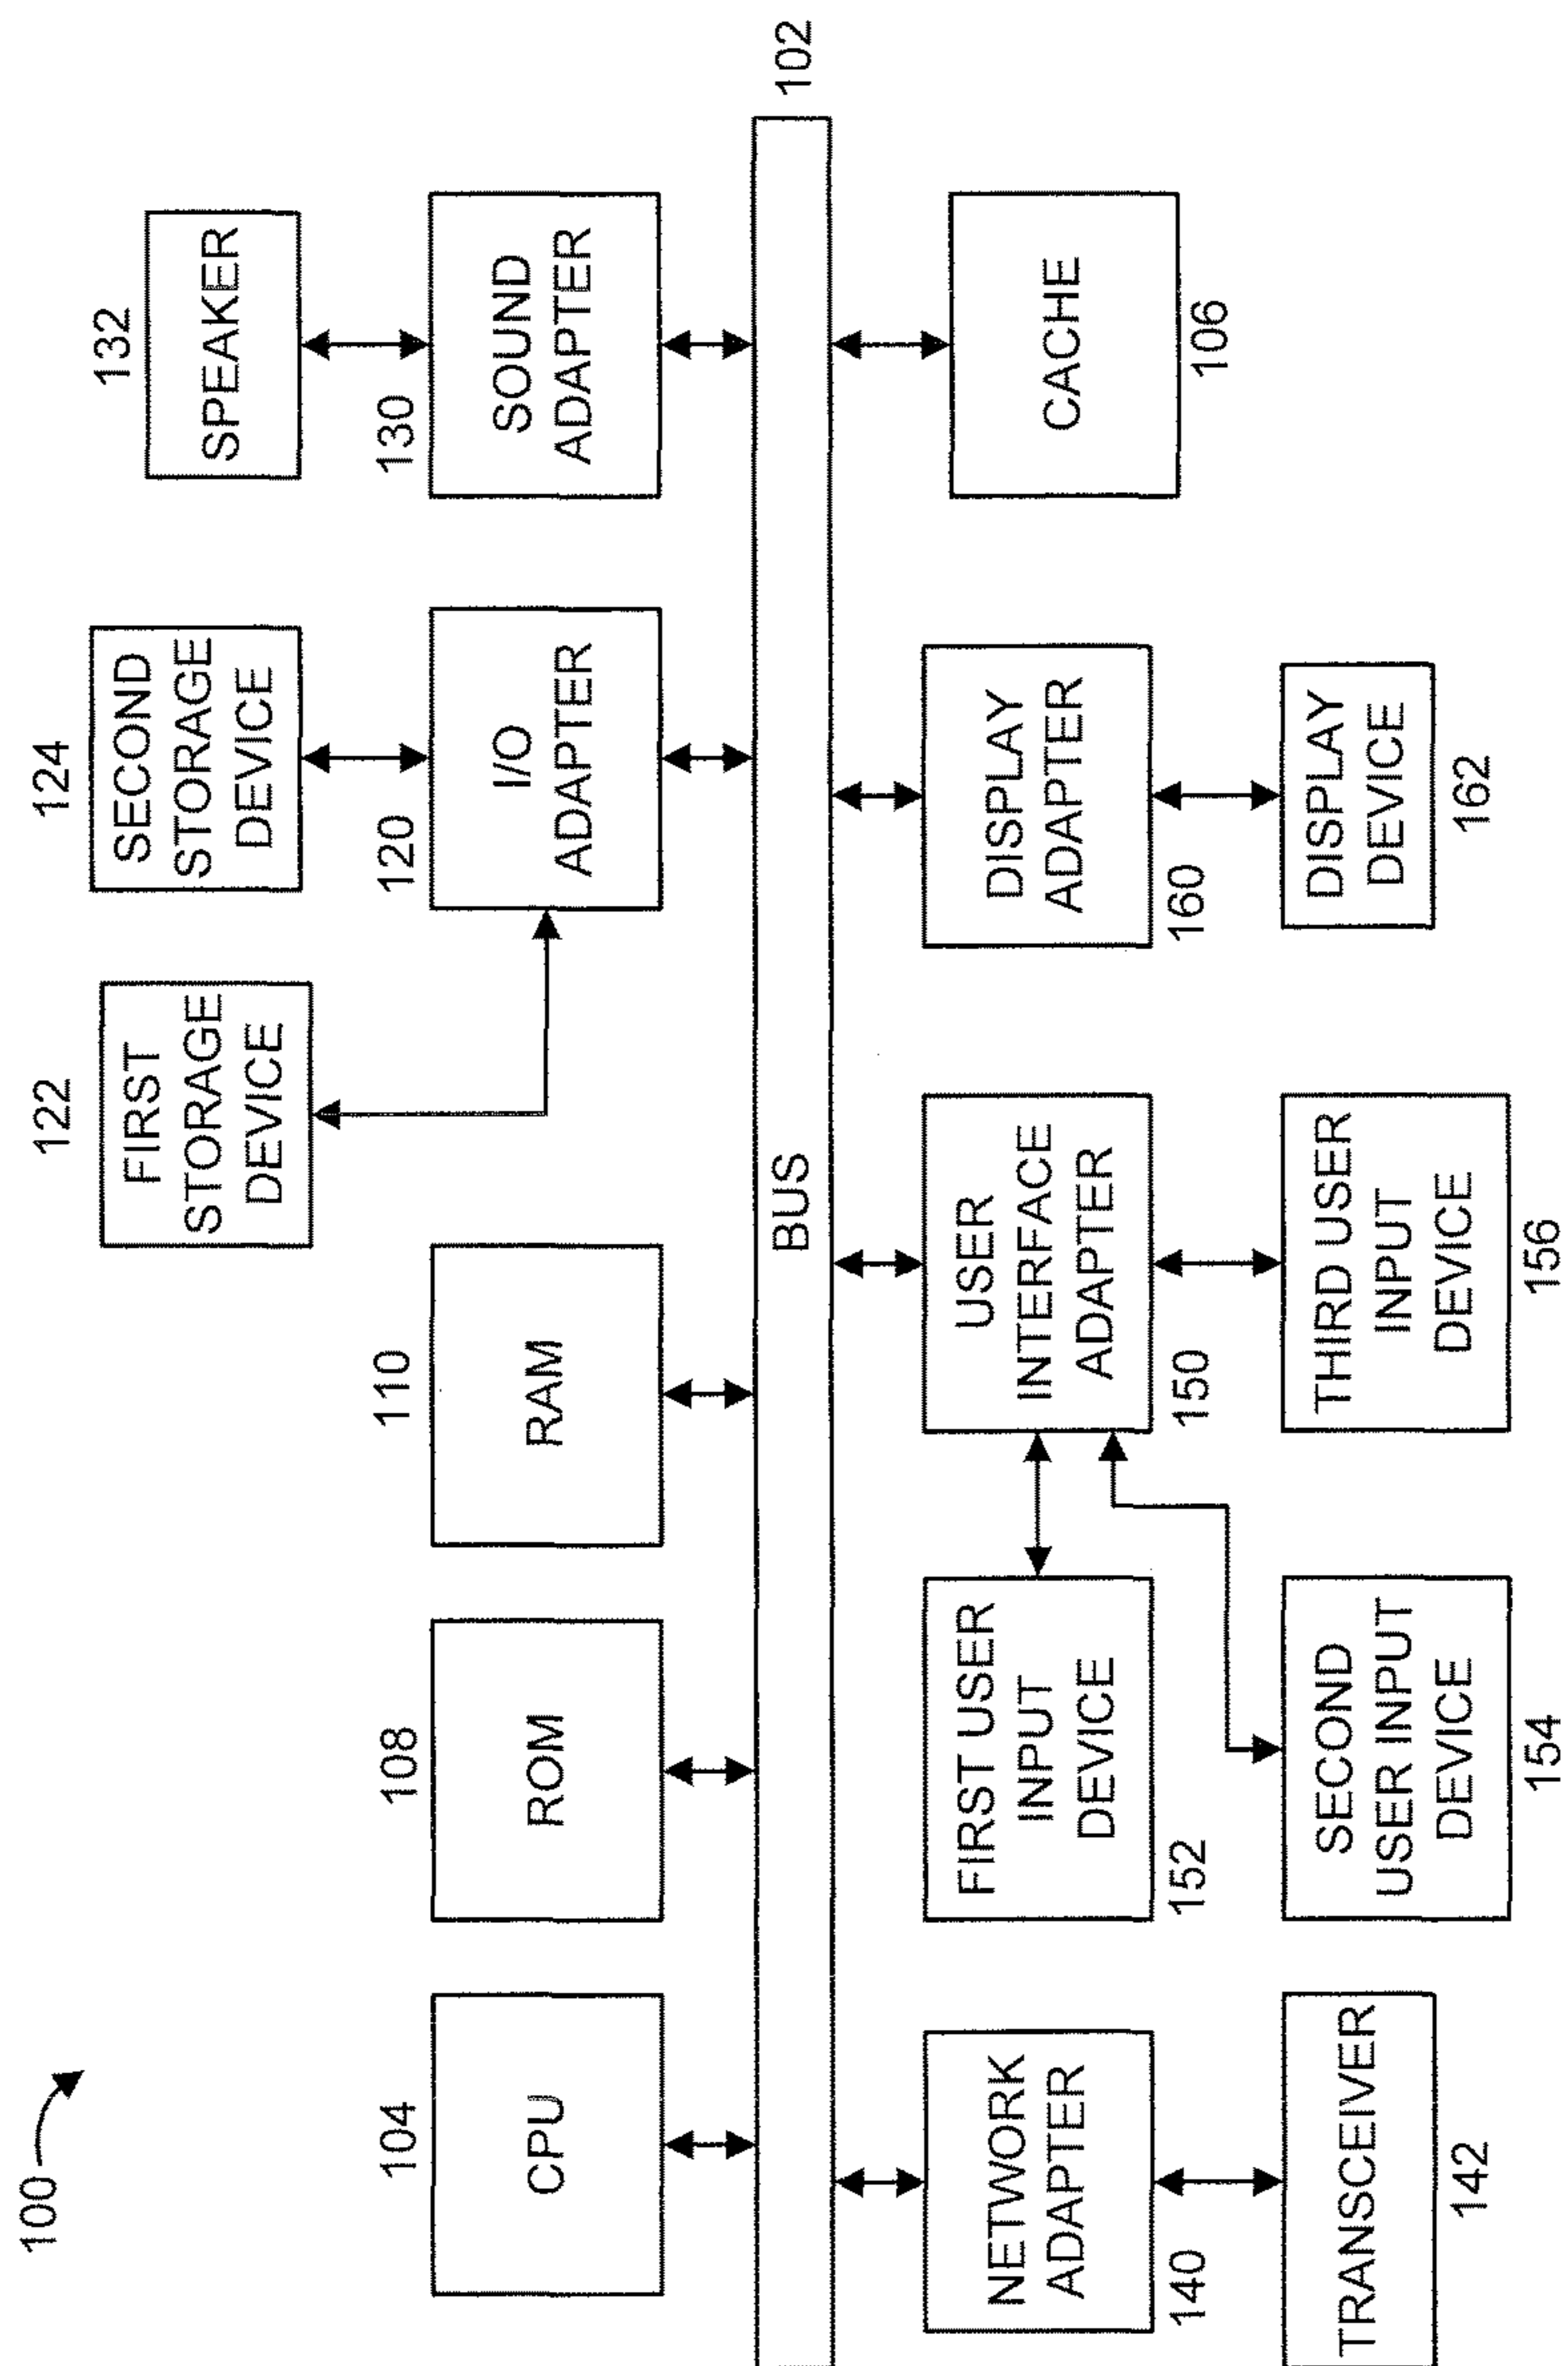 100
104
CPU
108
ROM
110
RAM
122
FIRST
STORAGE
DEVICE
124
SECOND
STORAGE
DEVICE
120
I/O
ADAPTER
132
SPEAKER
130
SOUND
ADAPTER
BUS
102
NETWORK
ADAPTER
140
TRANSCEIVER
142
FIRST USER
INPUT
DEVICE
152
SECOND
USER INPUT
DEVICE
154
USER
INTERFACE
ADAPTER
150
THIRD USER
INPUT
DEVICE
156
DISPLAY
ADAPTER
160
DISPLAY
DEVICE
162
CACHE
106